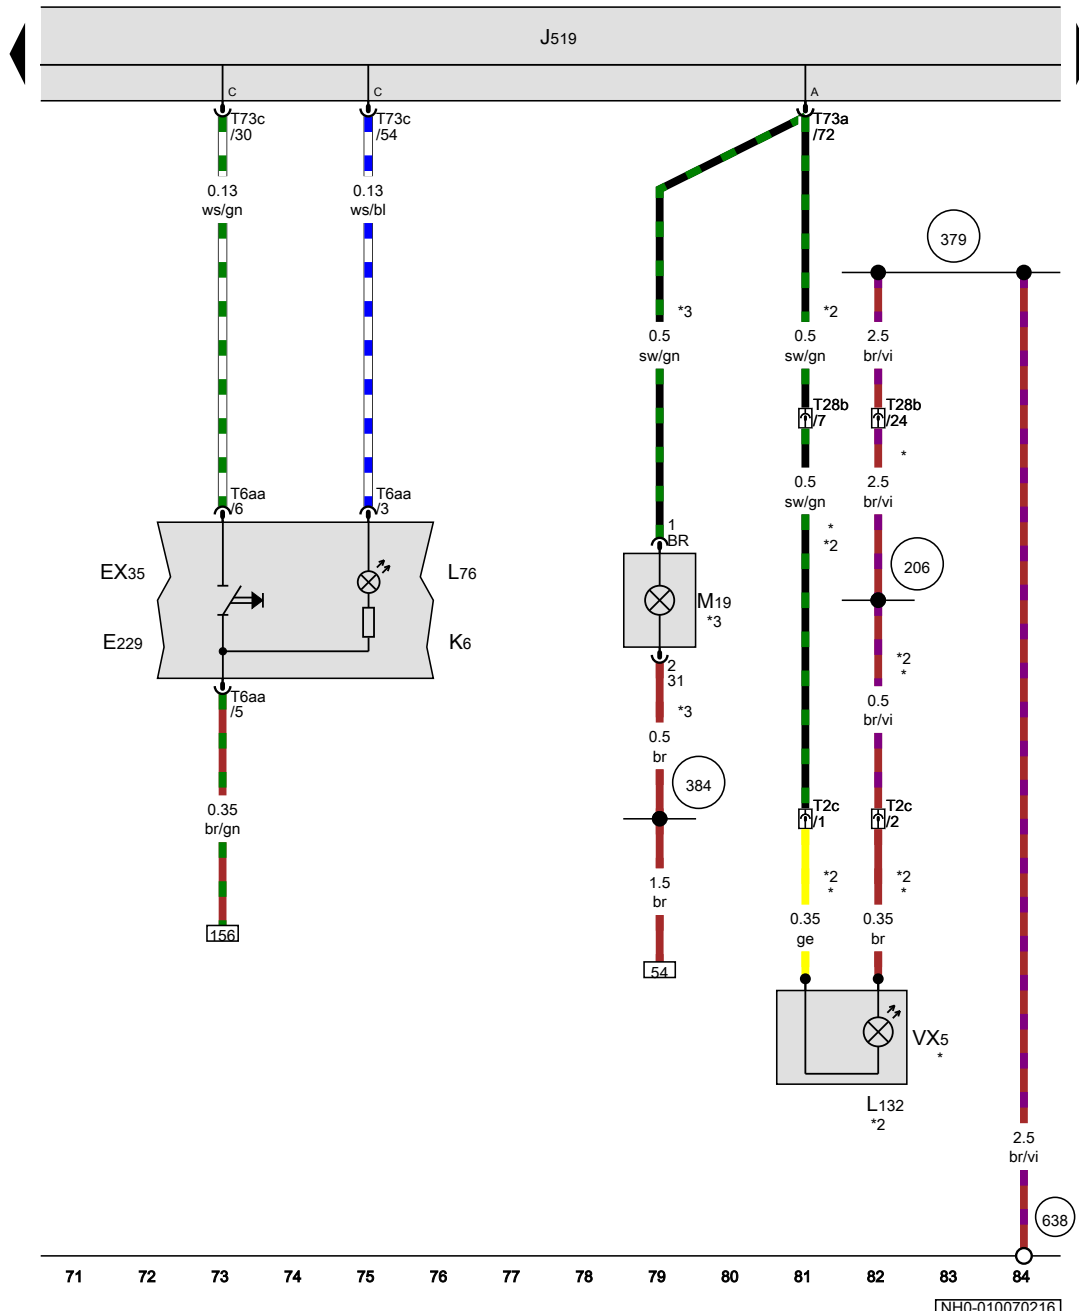 J519
C
C
A
T73c
/30
T73c
/54
T73a
/72
0.13
ws/gn
0.13
ws/bl
379
*3
*2
0.5
sw/gn
0.5
sw/gn
2.5
br/vi
T28b
/7
T28b
/24
*
0.5
sw/gn
2.5
br/vi
T6aa
/6
T6aa
/3
*
*2
1
BR
206
EX35
L76
M19
*3
E229
K6
*2
*
2
31
T6aa
/5
*3
0.5
br/vi
0.5
br
384
0.35
br/gn
T2c
/1
T2c
/2
1.5
br
*2
*
*2
*
0.35
ge
0.35
br
156
54
VX5
*
L132
*2
2.5
br/vi
638
71 72 73 74 75 76 77 78 79 80 81 82 83 84
NH0-010070216